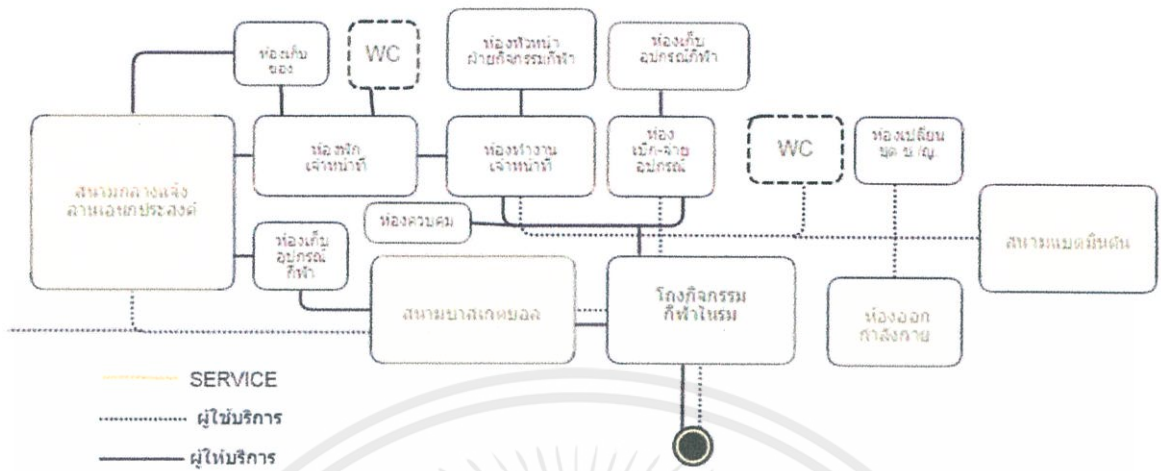 ห้องเก็บ
ของ
WC
ห้องหัวหน้า
ฝ่ายกิจกรรมกีฬา
ห้องเก็บ
อุปกรณ์กีฬา
สนามกลางแจ้ง
ลานเอนกประสงค์
ห้องพัก
เจ้าหน้าที่
ห้องทำงาน
เจ้าหน้าที่
ห้อง
เบิก-จ่าย
อุปกรณ์
WC
ห้องเปลี่ยน
ชุด ช./ญ.
ห้องควบคุม
ห้องเก็บ
อุปกรณ์
กีฬา
สนามแบดมินตัน
สนามบาสเกตบอล
โถงกิจกรรม
กีฬาในร่ม
ห้องออก
กำลังกาย
SERVICE
ผู้ใช้บริการ
ผู้ให้บริการ